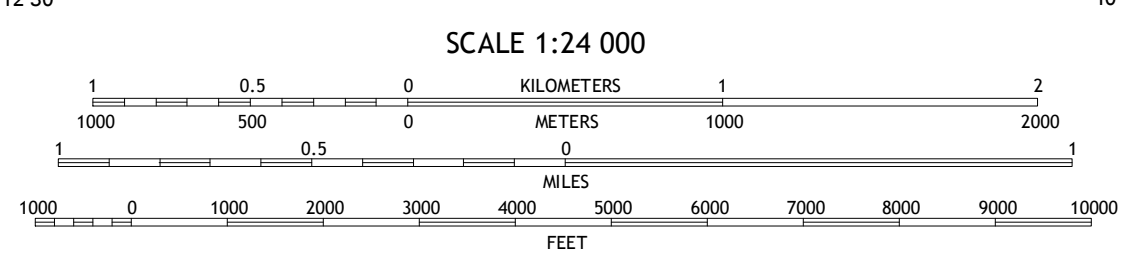 SCALE 1:24 000
1 0.5 0 KILOMETERS 1 2
1000 500 0 METERS 1000 2000
1 0.5 0 1
MILES
1000 0 1000 2000 3000 4000 5000 6000 7000 8000 9000 10000
FEET